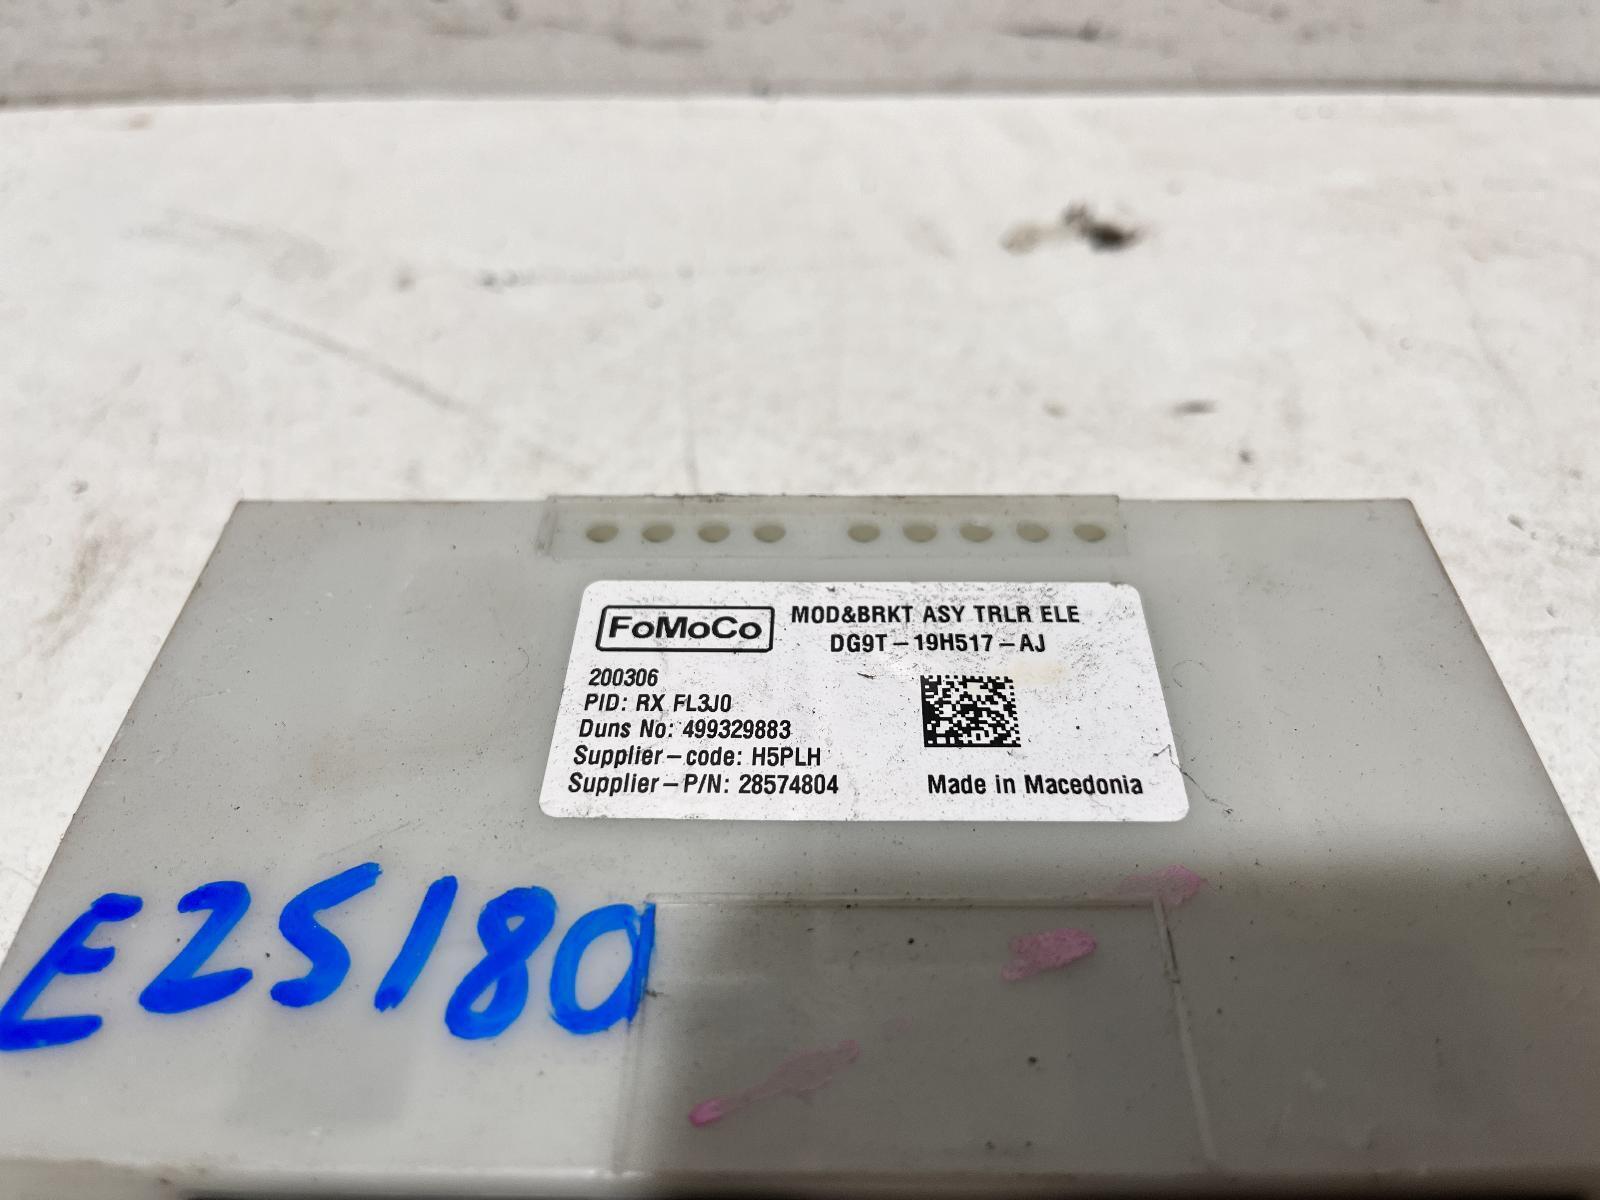 FoMoCo
MOD&BRKT ASY TRLR ELE
DG9T-19H517-AJ
200306
PID: RX FL3J0
Duns No: 499329883
Supplier-code: H5PLH
Supplier-P/N: 28574804
Made in Macedonia
E25180